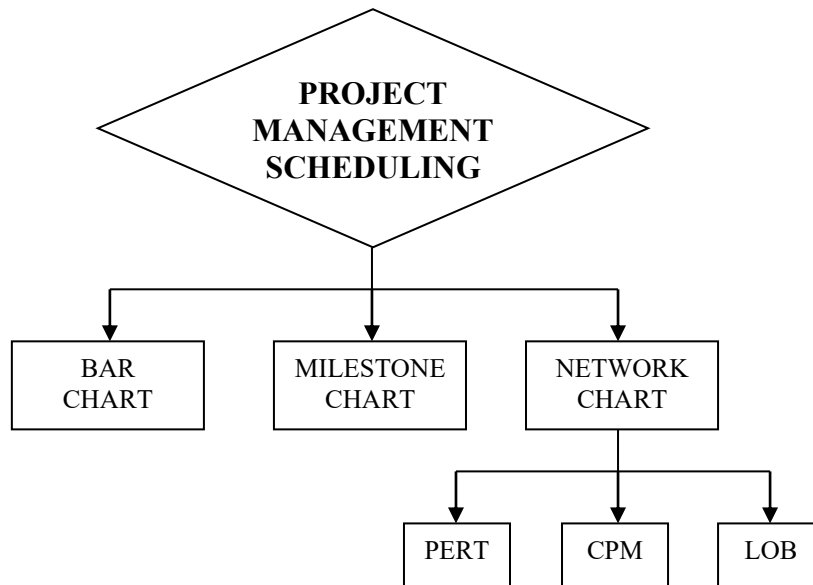 PROJECT
MANAGEMENT
SCHEDULING
BAR
CHART
MILESTONE
CHART
NETWORK
CHART
PERT
CPM
LOB